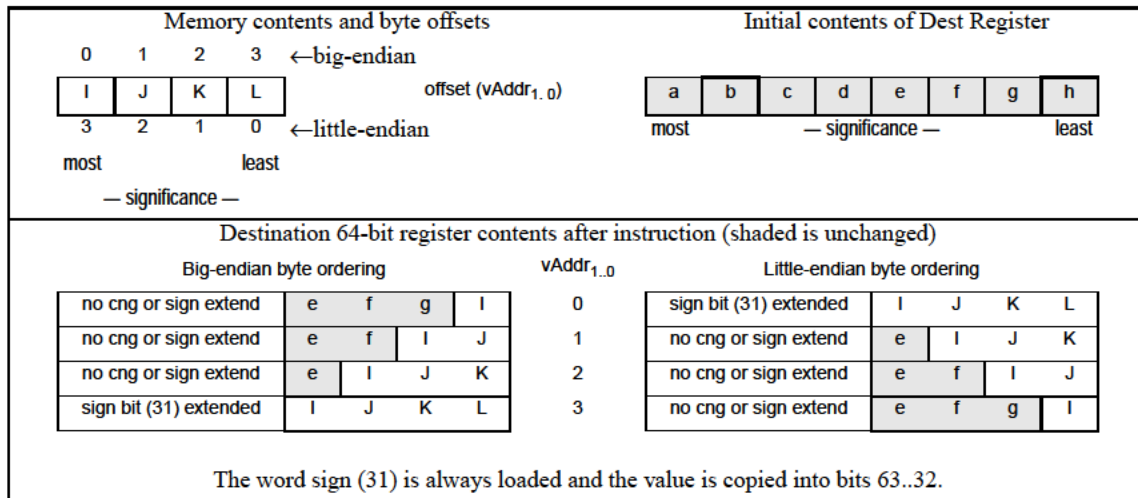 Memory contents and byte offsets
0 1 2 3 ←big-endian
I J K L offset (vAddr1. 0)
3 2 1 0 ←little-endian
most least
— significance —
Initial contents of Dest Register
a b c d e f g h
most — significance — least
Destination 64-bit register contents after instruction (shaded is unchanged)
Big-endian byte ordering vAddr1..0 Little-endian byte ordering
no cng or sign extend e f g I 0 sign bit (31) extended I J K L
no cng or sign extend e f I J 1 no cng or sign extend e I J K
no cng or sign extend e I J K 2 no cng or sign extend e f I J
sign bit (31) extended I J K L 3 no cng or sign extend e f g I
The word sign (31) is always loaded and the value is copied into bits 63..32.